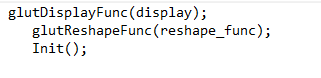 glutDisplayFunc(display);
glutReshapeFunc(reshape_func);
Init();